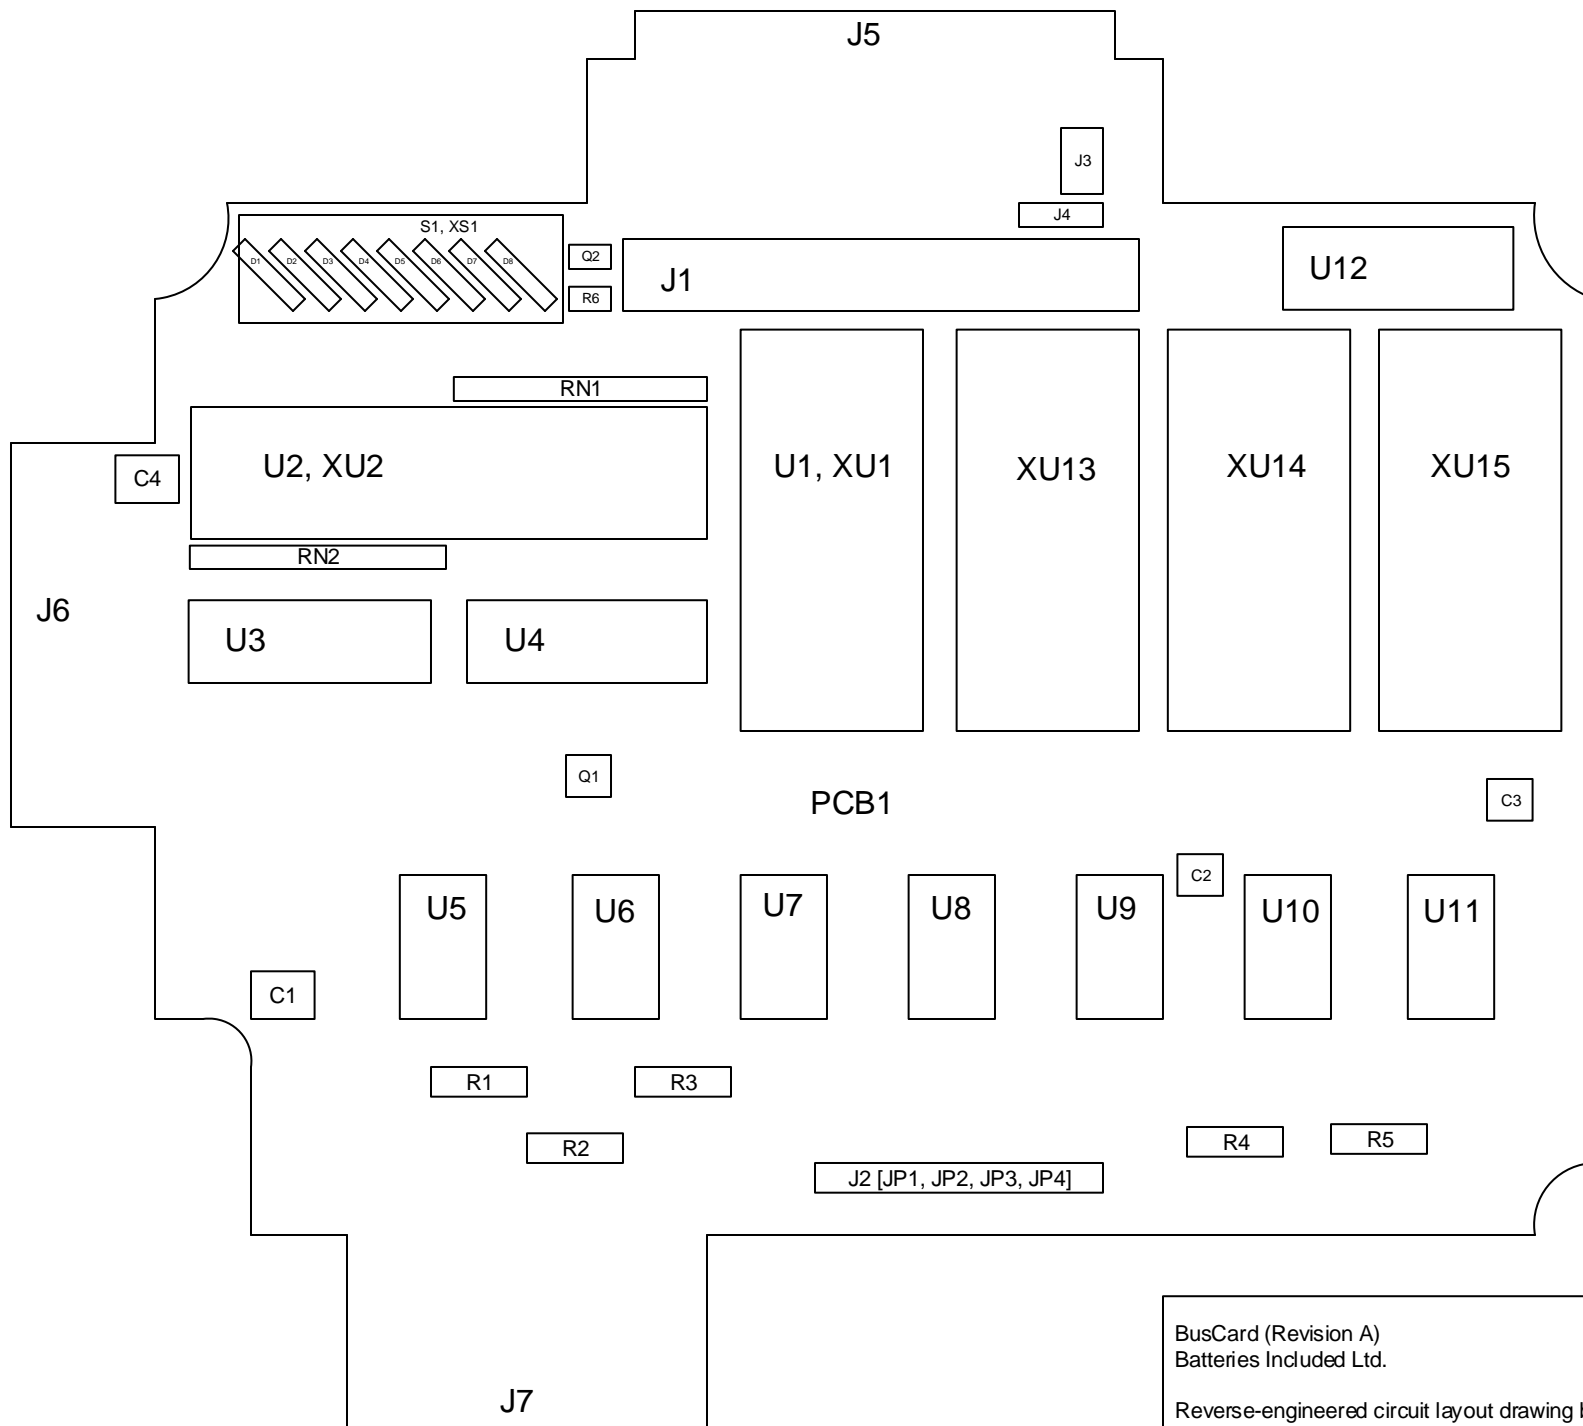 J5
J3
J4
S1, XS1
D1 D2 D3 D4 D5 D6 D7 D8
Q2
R6
J1
U12
RN1
U2, XU2
U1, XU1
XU13
XU14
XU15
C4
RN2
J6
U3
U4
Q1
PCB1
C3
C2
U5
U6
U7
U8
U9
U10
U11
C1
R1
R3
R2
R4
R5
J2 [JP1, JP2, JP3, JP4]
J7
BusCard (Revision A)
Batteries Included Ltd.
Reverse-engineered circuit layout drawing